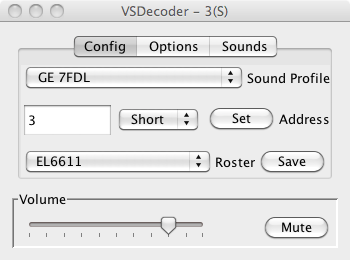 VSDecoder – 3(S)
Config Options Sounds
GE 7FDL Sound Profile
3 Short Set Address
EL6611 Roster Save
Volume
Mute